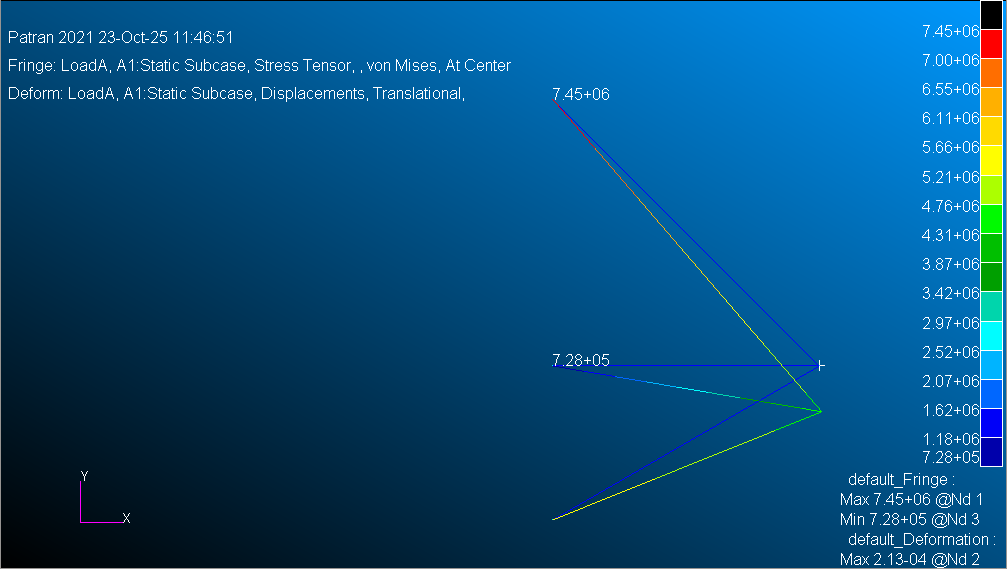 Patran 2021 23-Oct-25 11:46:51
Fringe: LoadA, A1:Static Subcase, Stress Tensor, , von Mises, At Center
Deform: LoadA, A1:Static Subcase, Displacements, Translational,
7.45+06
7.28+05
Y
X
7.45+06
7.00+06
6.55+06
6.11+06
5.66+06
5.21+06
4.76+06
4.31+06
3.87+06
3.42+06
2.97+06
2.52+06
2.07+06
1.62+06
1.18+06
7.28+05
default_Fringe :
Max 7.45+06 @Nd 1
Min 7.28+05 @Nd 3
default_Deformation :
Max 2.13-04 @Nd 2